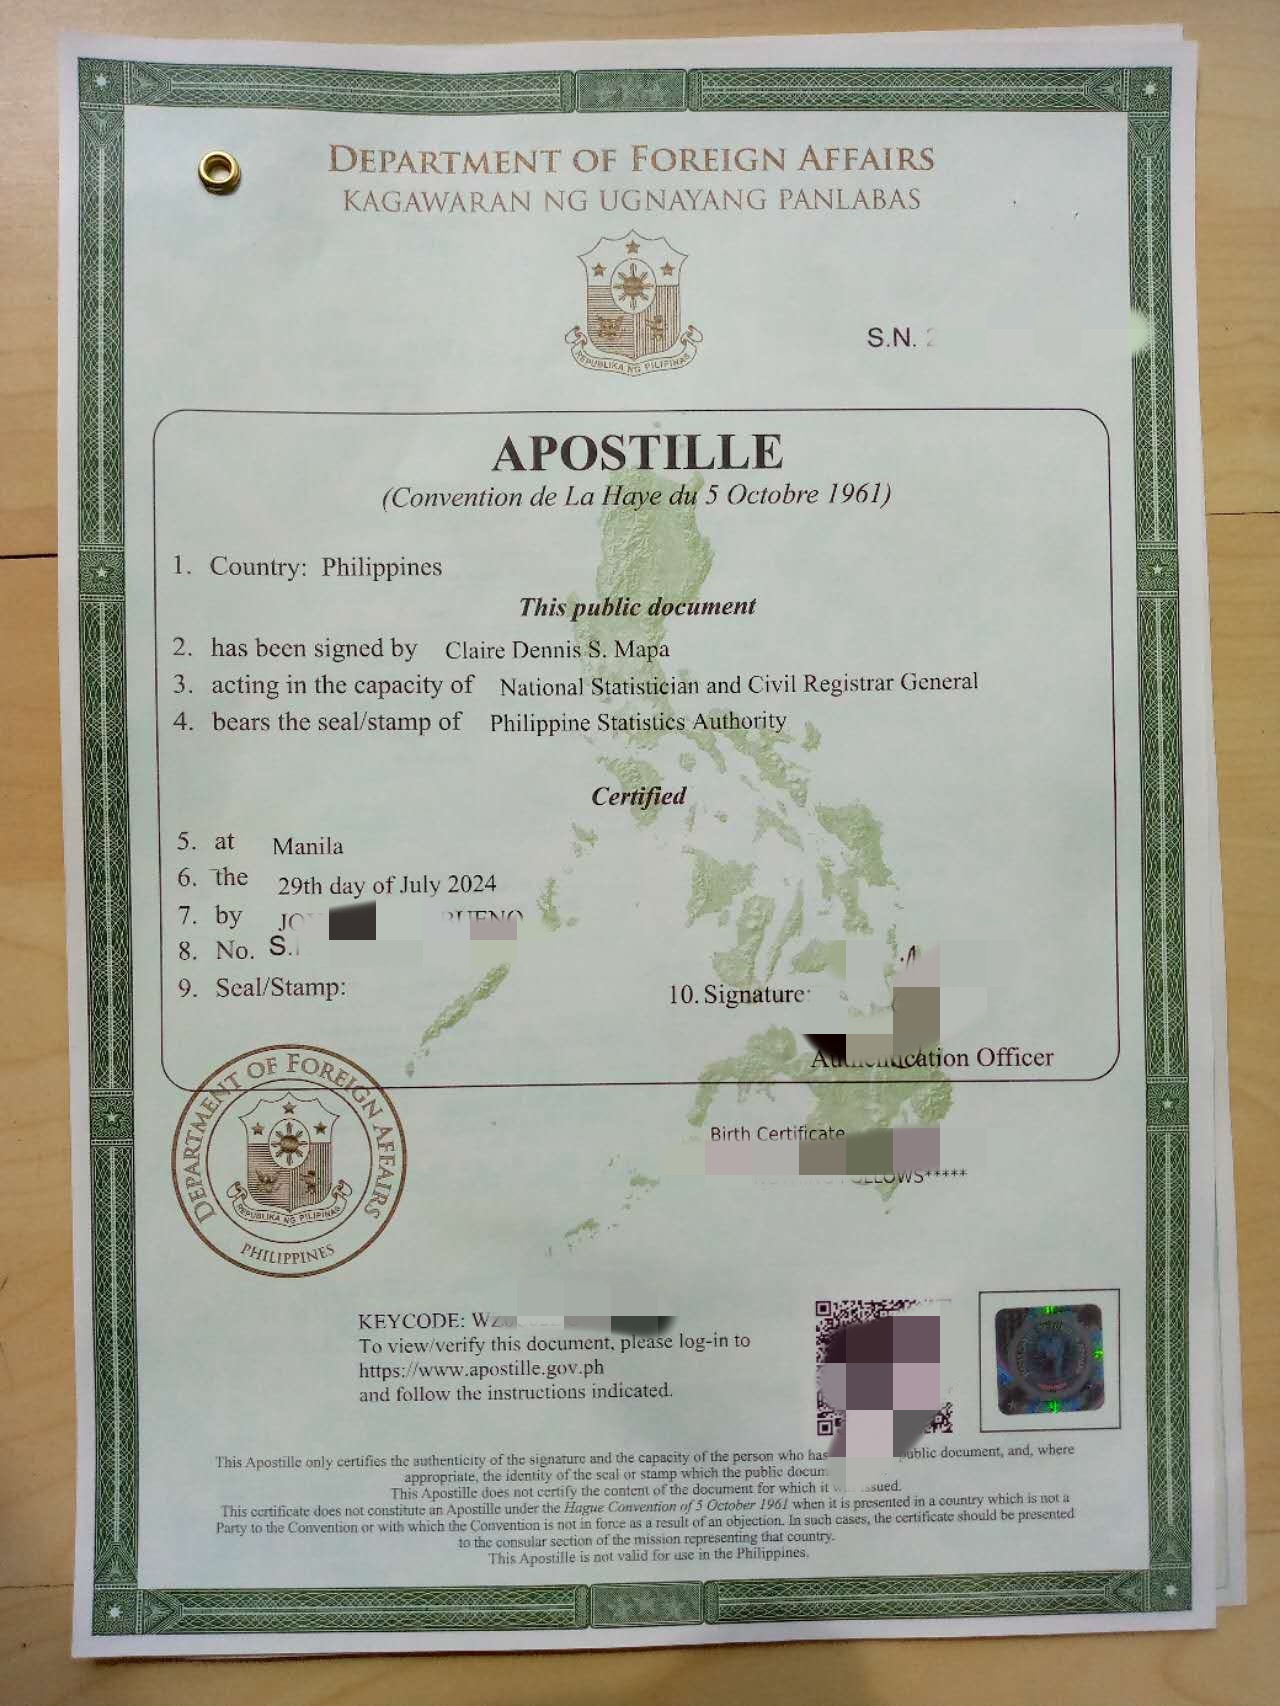 DEPARTMENT OF FOREIGN AFFAIRS
KAGAWARAN NG UGNAYANG PANLABAS
REPUBLIKA NG PILIPINAS
S.N.
APOSTILLE
(Convention de La Haye du 5 Octobre 1961)
1. Country: Philippines
This public document
2. has been signed by Claire Dennis S. Mapa
3. acting in the capacity of National Statistician and Civil Registrar General
4. bears the seal/stamp of Philippine Statistics Authority
Certified
5. at Manila
6. the 29th day of July 2024
7. by
8. No. S.
9. Seal/Stamp:
10. Signature:
Authentication Officer
DEPARTMENT OF FOREIGN AFFAIRS
REPUBLIKA NG PILIPINAS
PHILIPPINES
Birth Certificate
KEYCODE:
To view/verify this document, please log-in to
https://www.apostille.gov.ph
and follow the instructions indicated.
This Apostille only certifies the authenticity of the signature and the capacity of the person who has public document, and, where
appropriate, the identity of the seal or stamp which the public
This Apostille does not certify the content of the document for which it issued.
This certificate does not constitute an Apostille under the Hague Convention of 5 October 1961 when it is presented in a country which is not a
Party to the Convention or with which the Convention is not in force as a result of an objection. In such cases, the certificate should be presented
to the consular section of the mission representing that country.
This Apostille is not valid for use in the Philippines.